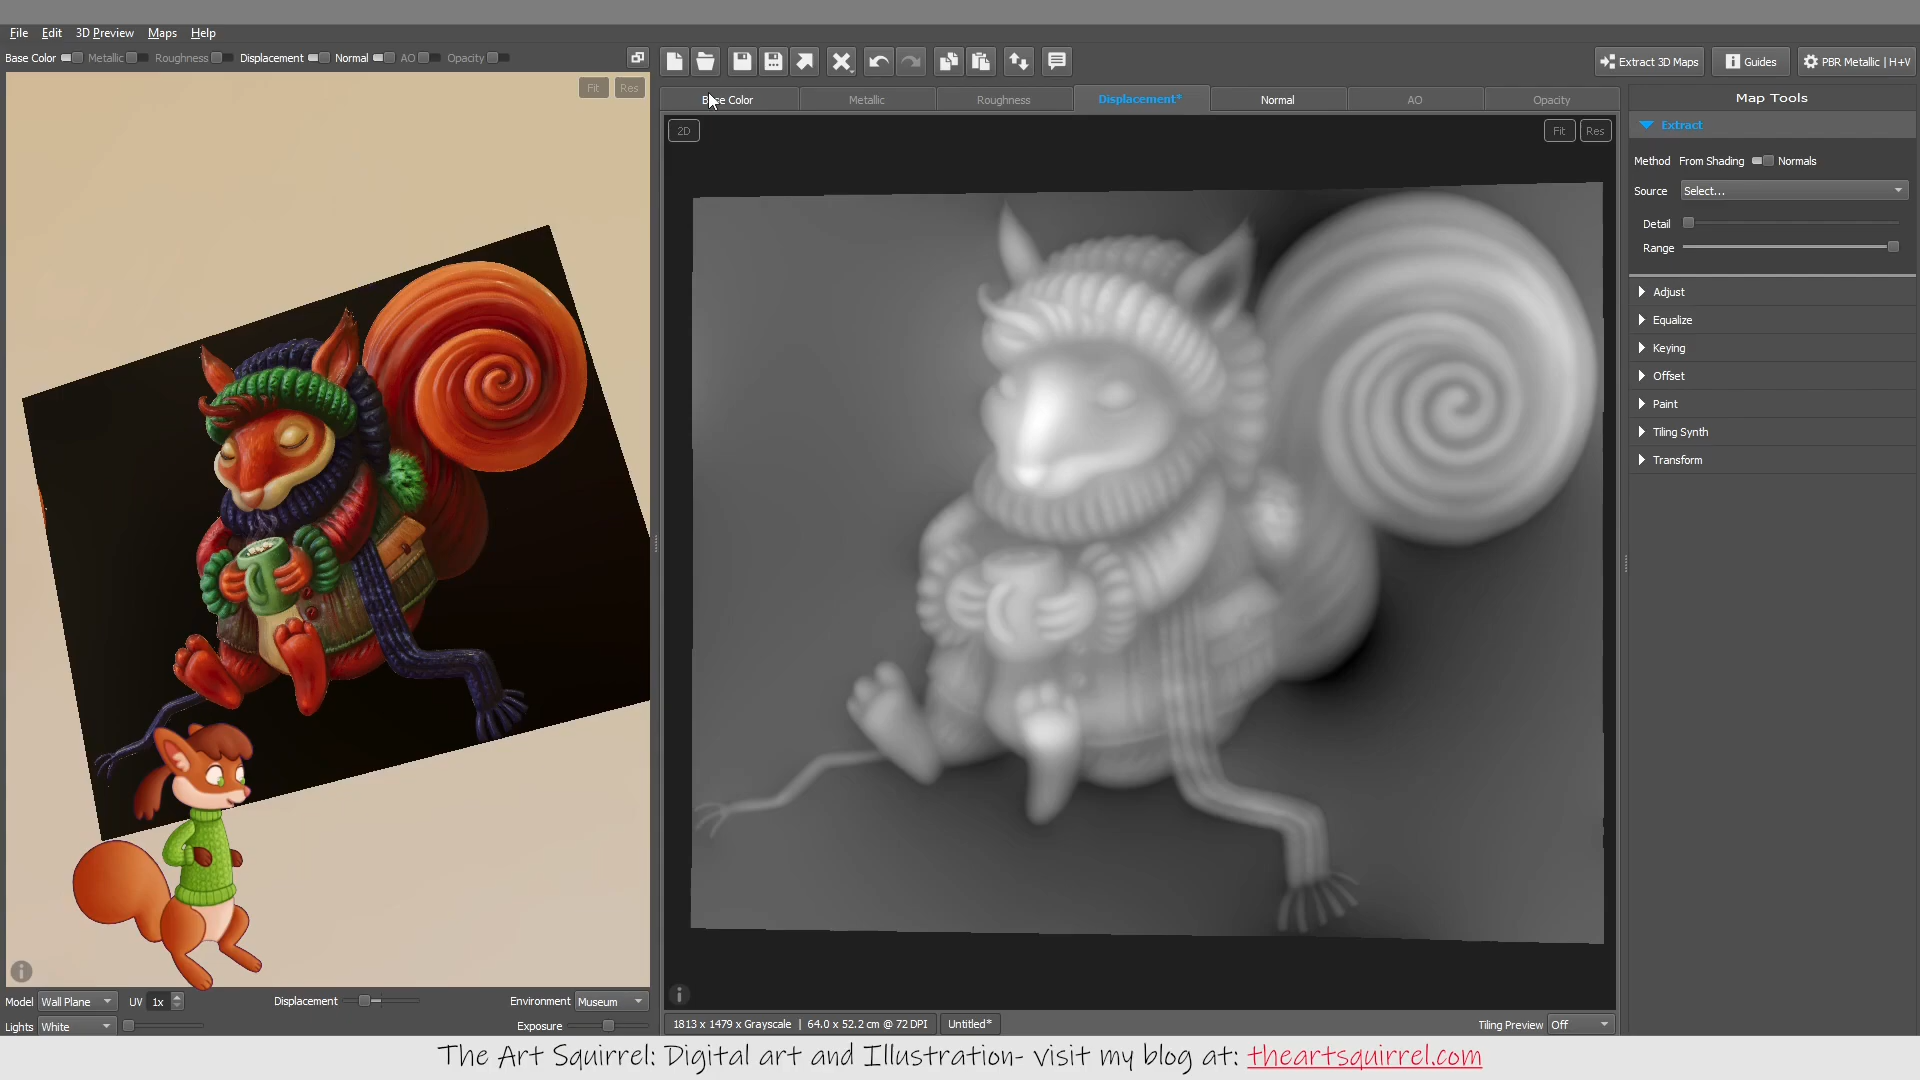 File Edit 3D Preview Maps Help
Base Color Metallic Roughness Displacement Normal AO Opacity
Extract 3D Maps Guides PBR Metallic | H+V
Fit Res
Base Color Metallic Roughness Displacement* Normal AO Opacity
2D Fit Res
Map Tools
Extract
Method From Shading Normals
Source Select...
Detail
Range
Adjust
Equalize
Keying
Offset
Paint
Tiling Synth
Transform
Model Wall Plane UV 1x Displacement Environment Museum
Lights White Exposure
1813 x 1479 x Grayscale | 64.0 x 52.2 cm @ 72 DPI Untitled* Tiling Preview Off
The Art Squirrel: Digital art and Illustration- visit my blog at: theartsquirrel.com